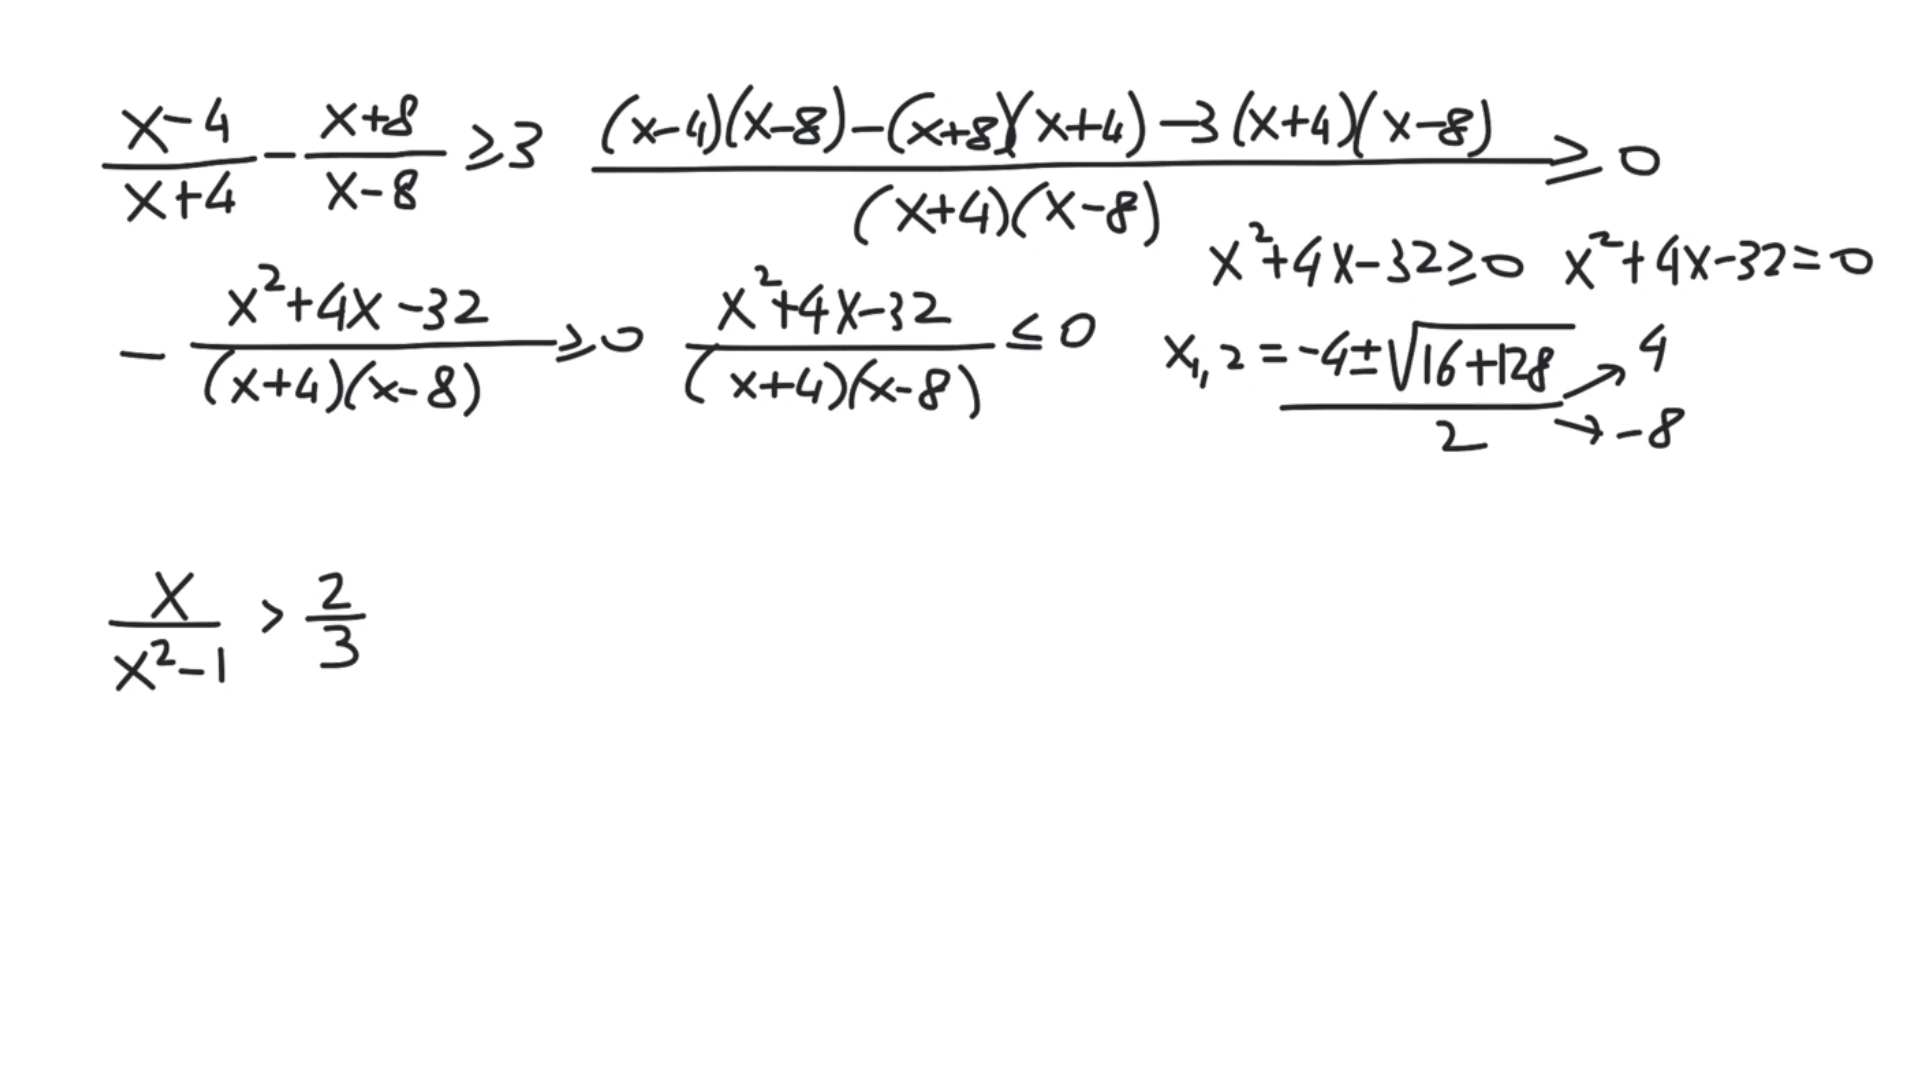 (x-4)/(x+4) - (x+8)/(x-8) ≥ 3   ((x-4)(x-8)-(x+8)(x+4)-3(x+4)(x-8))/((x+4)(x-8)) ≥ 0
- (x²+4x-32)/((x+4)(x-8)) ≥ 0   (x²+4x-32)/((x+4)(x-8)) ≤ 0   x²+4x-32≥0   x²+4x-32=0
x1,2 = (-4±√(16+128))/2 → 4 → -8
x/(x²-1) > 2/3